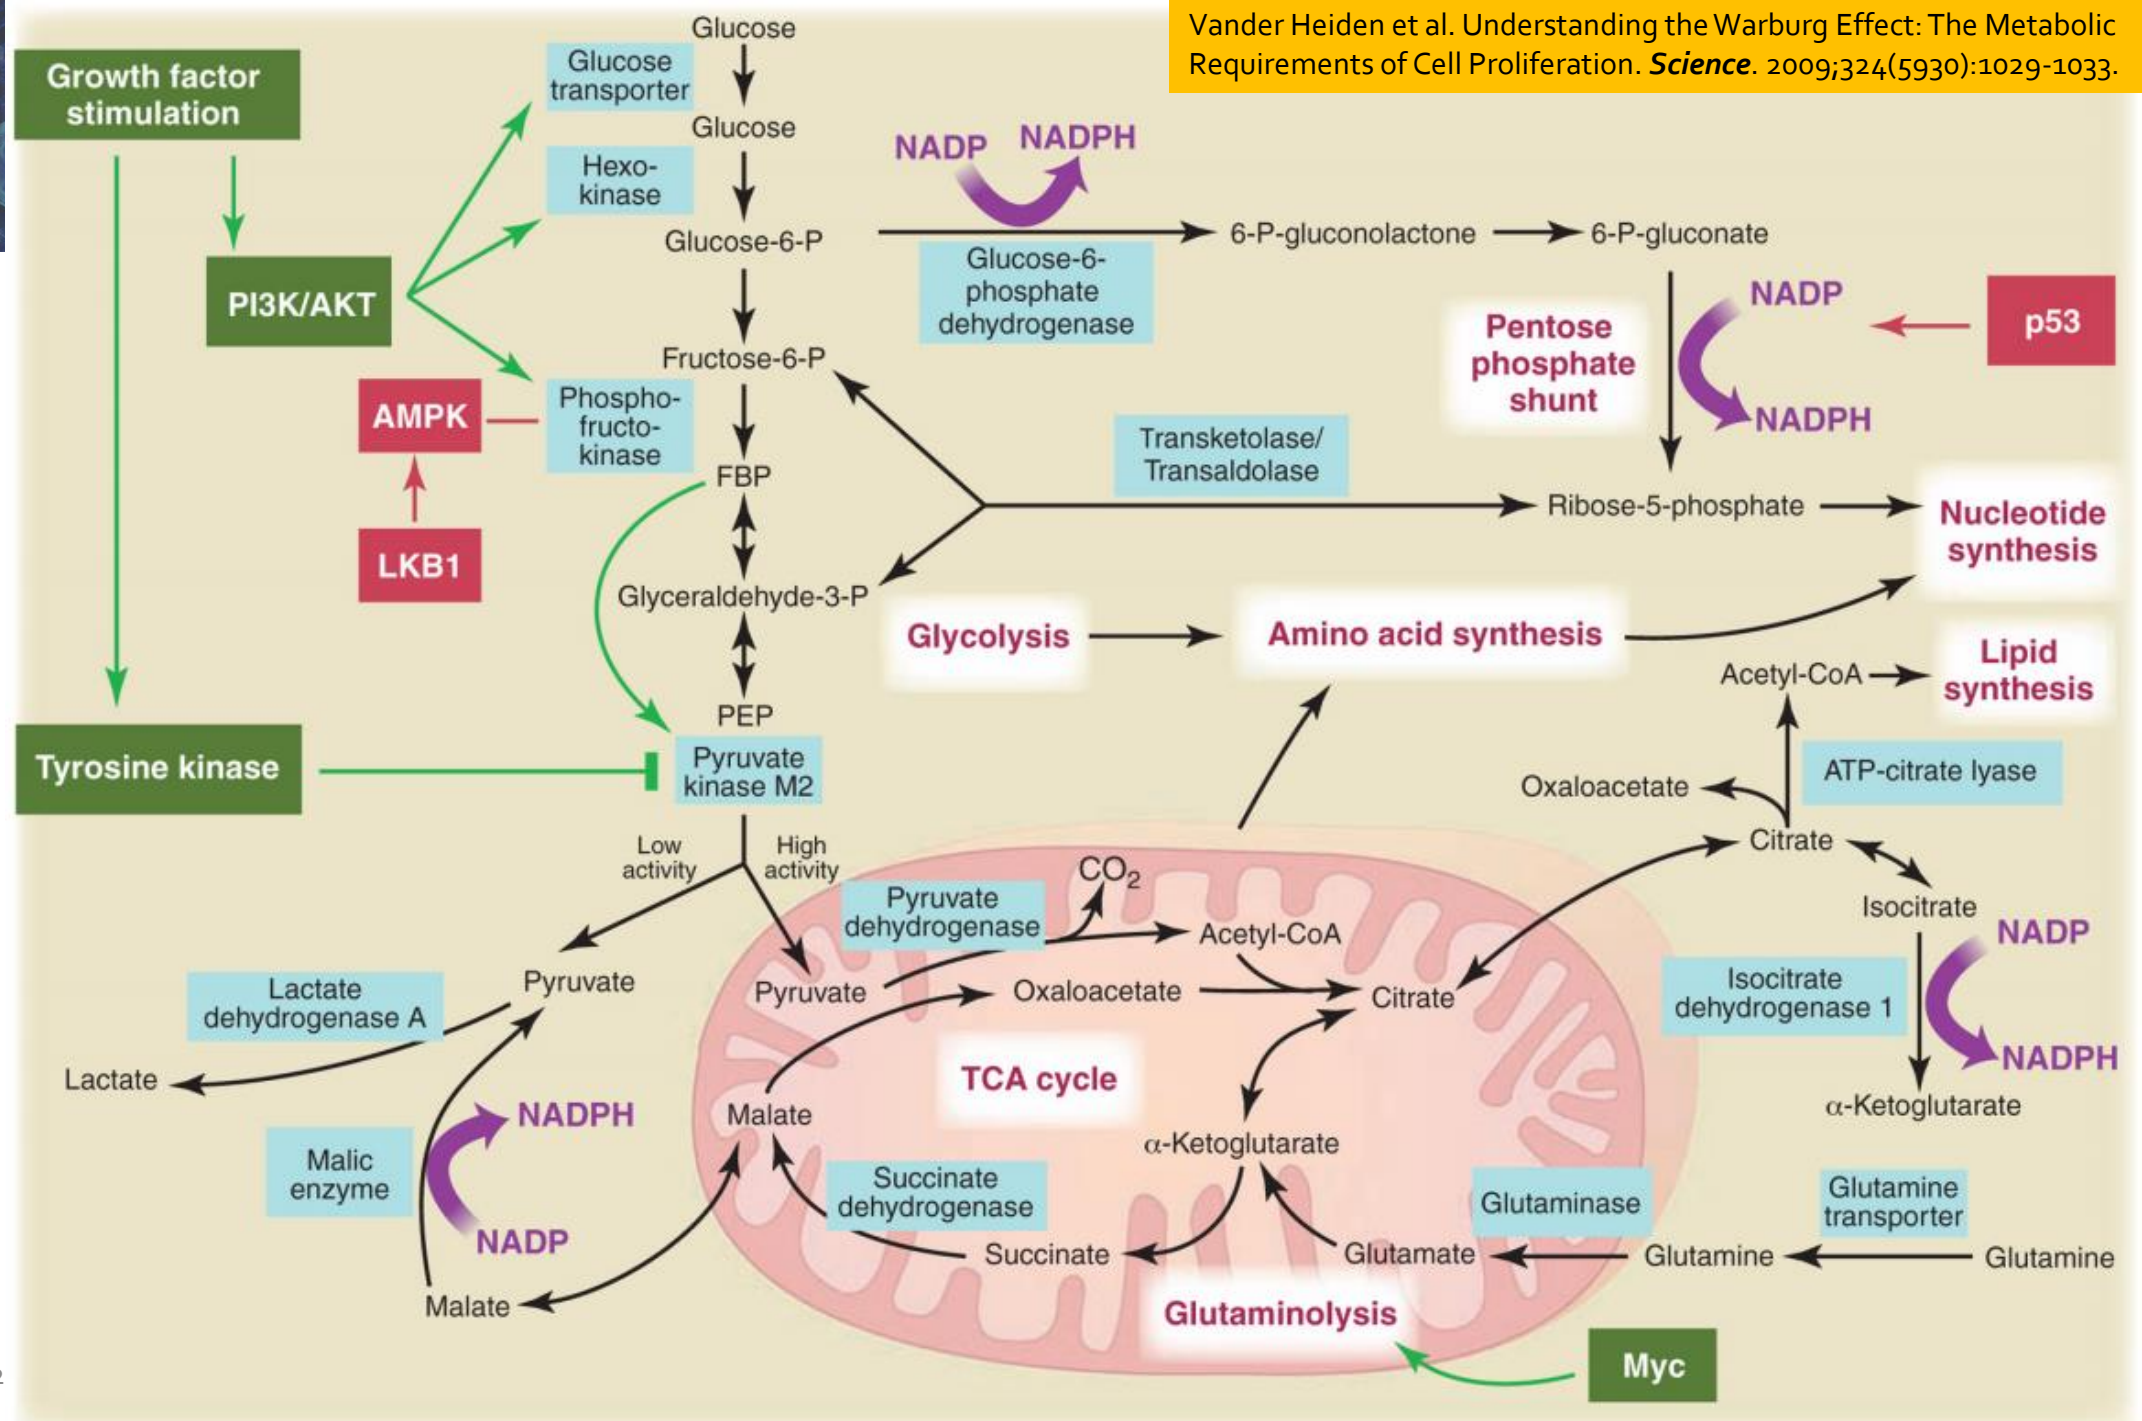 Vander Heiden et al. Understanding the Warburg Effect: The Metabolic
Requirements of Cell Proliferation. Science. 2009;324(5930):1029-1033.
Growth factor
stimulation
PI3K/AKT
AMPK
LKB1
Tyrosine kinase
Glucose
Glucose
transporter
Glucose
Hexo-
kinase
Glucose-6-P
Fructose-6-P
Phospho-
fructo-
kinase
FBP
Glyceraldehyde-3-P
PEP
Pyruvate
kinase M2
Low
activity
High
activity
NADP
NADPH
Glucose-6-
phosphate
dehydrogenase
6-P-gluconolactone
6-P-gluconate
Pentose
phosphate
shunt
NADP
NADPH
p53
Transketolase/
Transaldolase
Ribose-5-phosphate
Nucleotide
synthesis
Glycolysis
Amino acid synthesis
Acetyl-CoA
Lipid
synthesis
ATP-citrate lyase
Oxaloacetate
Citrate
Isocitrate
NADP
Isocitrate
dehydrogenase 1
NADPH
α-Ketoglutarate
Pyruvate
dehydrogenase
CO2
Acetyl-CoA
Pyruvate
Oxaloacetate
Citrate
TCA cycle
Malate
α-Ketoglutarate
Succinate
dehydrogenase
Succinate
Glutamate
Glutaminase
Glutamine
Glutamine
transporter
Glutamine
Glutaminolysis
Myc
Pyruvate
Lactate
dehydrogenase A
Lactate
NADPH
Malic
enzyme
NADP
Malate
2